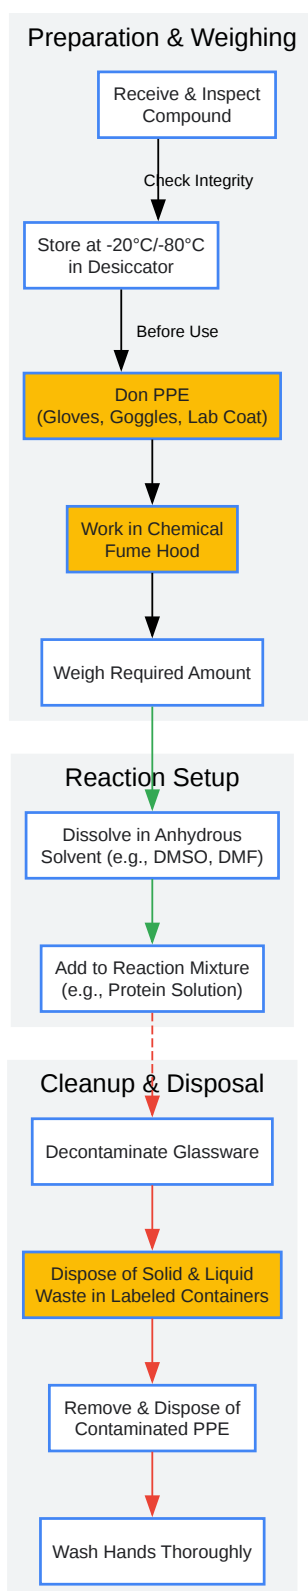 Preparation & Weighing
Receive & Inspect
Compound
Check Integrity
Store at -20°C/-80°C
in Desiccator
Before Use
Don PPE
(Gloves, Goggles, Lab Coat)
Work in Chemical
Fume Hood
Weigh Required Amount
Reaction Setup
Dissolve in Anhydrous
Solvent (e.g., DMSO, DMF)
Add to Reaction Mixture
(e.g., Protein Solution)
Cleanup & Disposal
Decontaminate Glassware
Dispose of Solid & Liquid
Waste in Labeled Containers
Remove & Dispose of
Contaminated PPE
Wash Hands Thoroughly